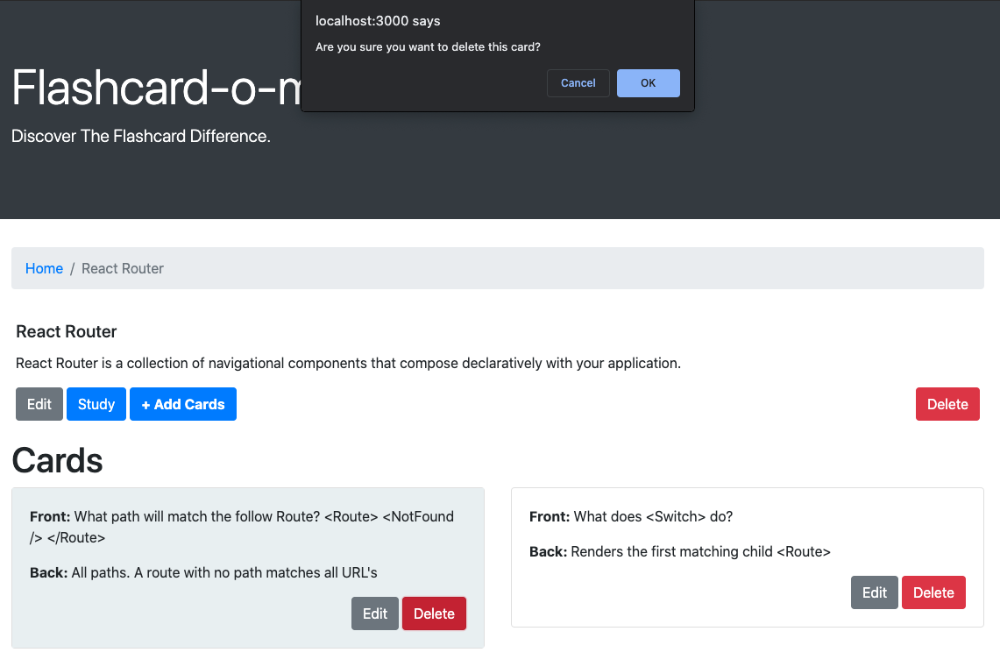 localhost:3000 says
Are you sure you want to delete this card?
Cancel
OK
Flashcard-o-m
Discover The Flashcard Difference.
Home / React Router
React Router
React Router is a collection of navigational components that compose declaratively with your application.
Edit
Study
+ Add Cards
Delete
Cards
Front: What path will match the follow Route? <Route> <NotFound
/> </Route>
Back: All paths. A route with no path matches all URL's
Edit
Delete
Front: What does <Switch> do?
Back: Renders the first matching child <Route>
Edit
Delete